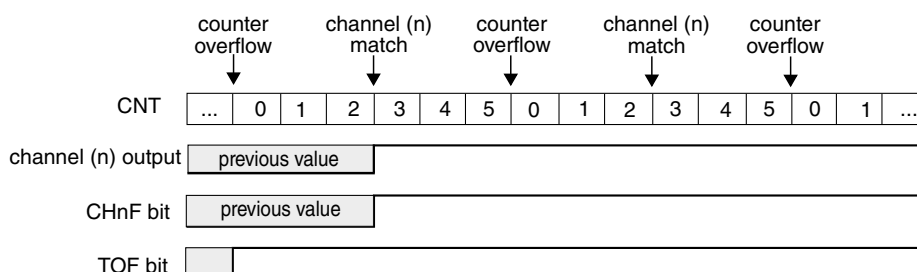 counter overflow
channel (n) match
counter overflow
channel (n) match
counter overflow
CNT ... 0 1 2 3 4 5 0 1 2 3 4 5 0 1 ...
channel (n) output previous value
CHnF bit previous value
TOF bit